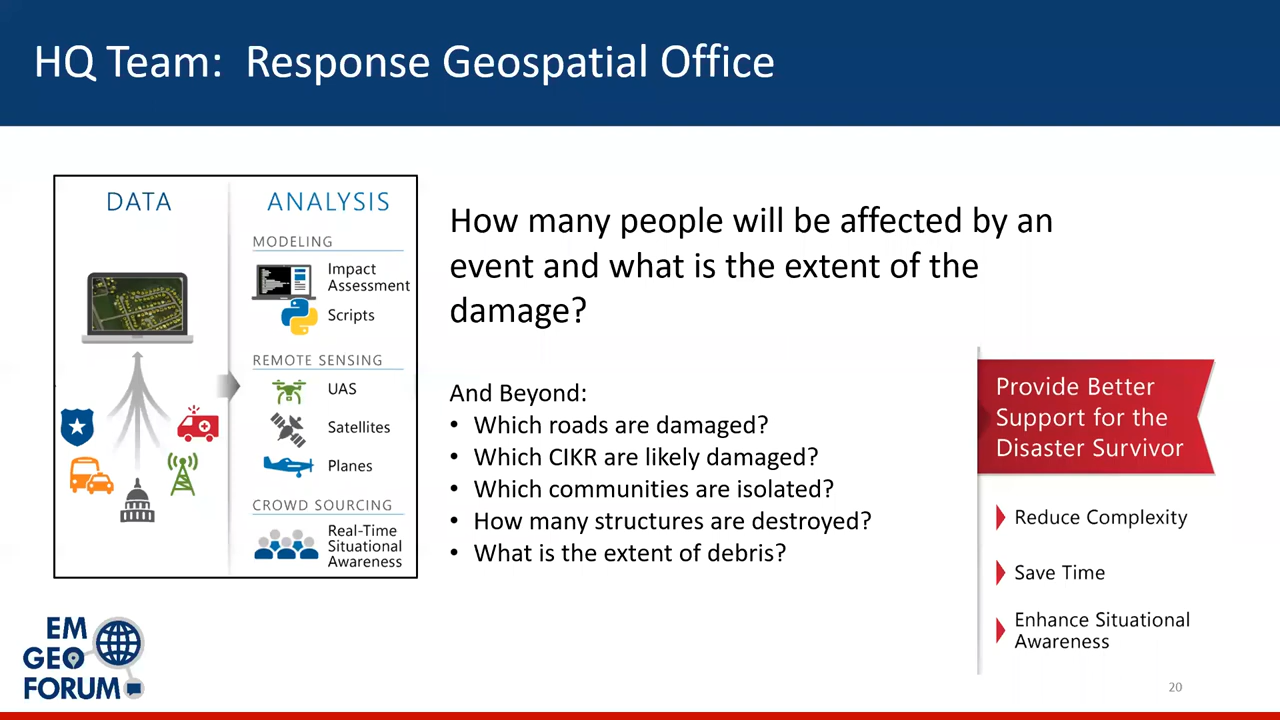 HQ Team: Response Geospatial Office
DATA
ANALYSIS
MODELING
Impact
Assessment
Scripts
REMOTE SENSING
UAS
Satellites
Planes
CROWD SOURCING
Real-Time
Situational
Awareness
How many people will be affected by an
event and what is the extent of the
damage?
And Beyond:
• Which roads are damaged?
• Which CIKR are likely damaged?
• Which communities are isolated?
• How many structures are destroyed?
• What is the extent of debris?
Provide Better
Support for the
Disaster Survivor
Reduce Complexity
Save Time
Enhance Situational
Awareness
EM
GEO
FORUM
20